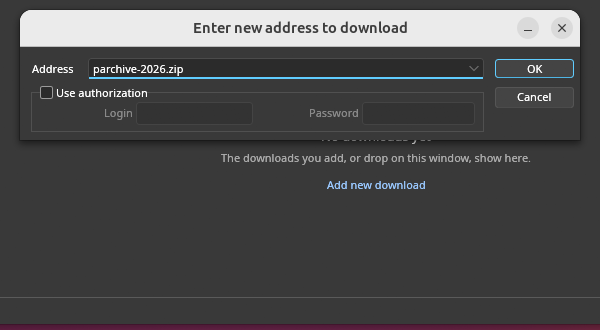 Enter new address to download
Address
parchive-2026.zip
OK
Use authorization
Cancel
Login
Password
The downloads you add, or drop on this window, show here.
Add new download